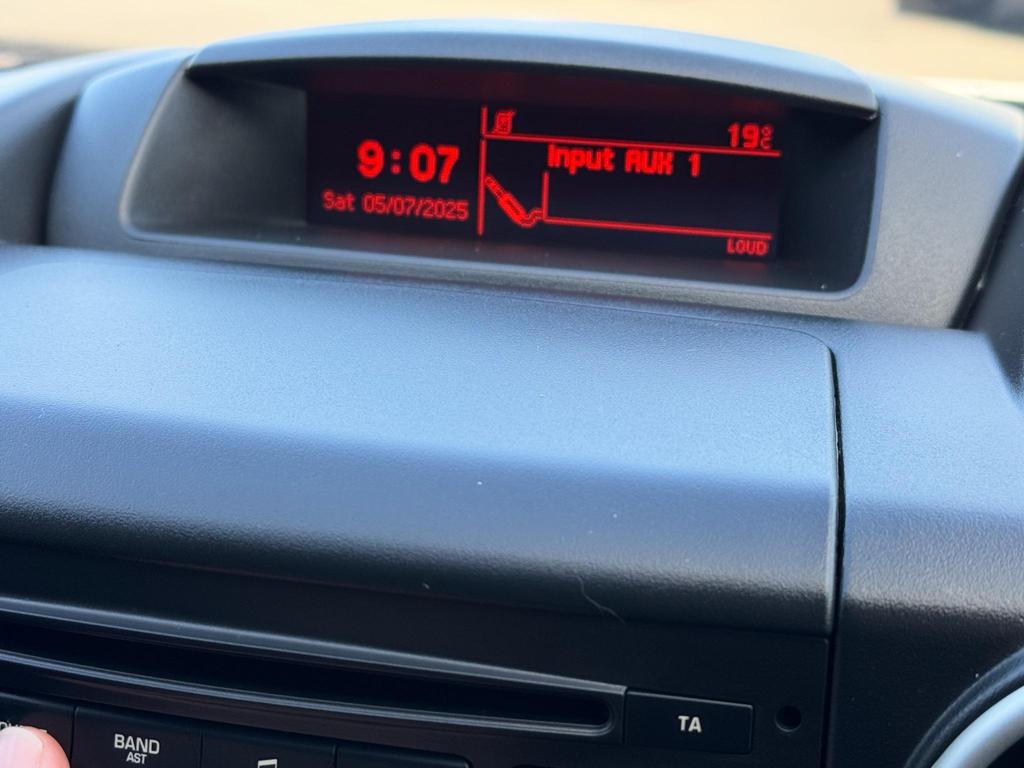 19°C
9:07
Input AUX 1
Sat 05/07/2025
LOUD
TA
BAND
AST